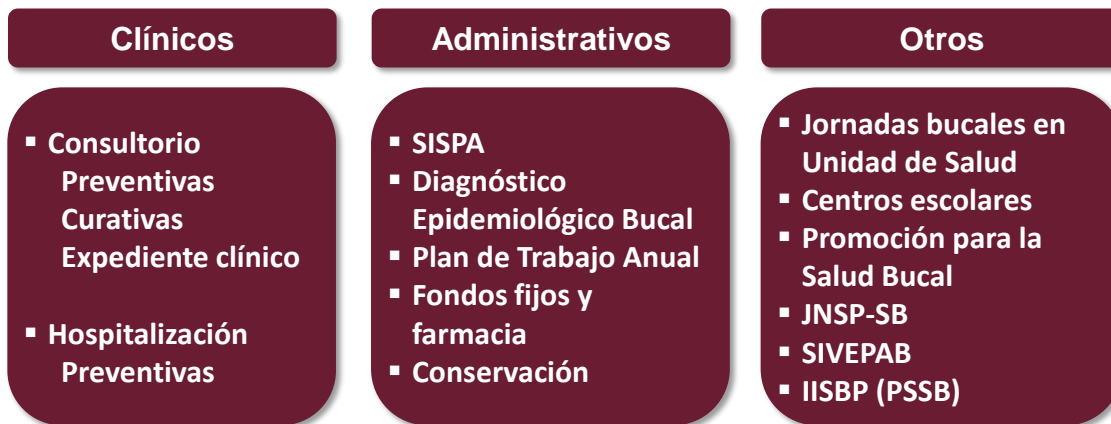 Clínicos
▪ Consultorio
Preventivas
Curativas
Expediente clínico
▪ Hospitalización
Preventivas
Administrativos
▪ SISPA
▪ Diagnóstico
Epidemiológico Bucal
▪ Plan de Trabajo Anual
▪ Fondos fijos y
farmacia
▪ Conservación
Otros
▪ Jornadas bucales en
Unidad de Salud
▪ Centros escolares
▪ Promoción para la
Salud Bucal
▪ JNSP-SB
▪ SIVEPAB
▪ IISBP (PSSB)